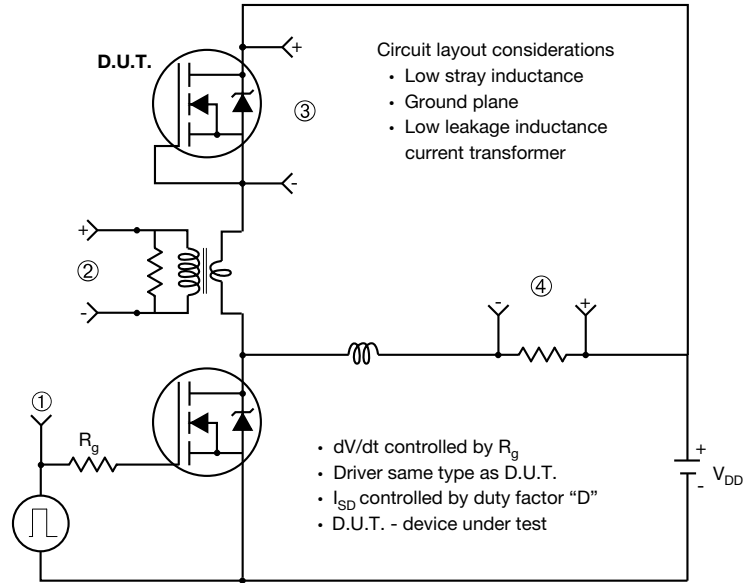 D.U.T.
+
Circuit layout considerations
• Low stray inductance
• Ground plane
• Low leakage inductance
current transformer
③
-
+
②
-
-
④
+
①
R<sub>g</sub>
• dV/dt controlled by R<sub>g</sub>
• Driver same type as D.U.T.
• I<sub>SD</sub> controlled by duty factor “D”
• D.U.T. - device under test
+
V<sub>DD</sub>
-